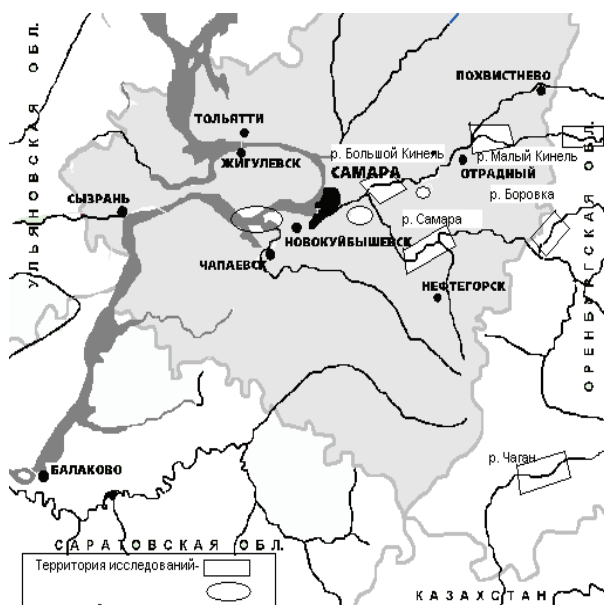 УЛЬЯНОВСКАЯ ОБЛ.
ПОХВИСТНЕВО
ТОЛЬЯТТИ
р. Большой Кинель
р. Малый Кинель
ЖИГУЛЕВСК
САМАРА
ОТРАДНЫЙ
СЫЗРАНЬ
р. Боровка
р. Самара
НОВОКУЙБЫШЕВСК
ЧАПАЕВСК
НЕФТЕГОРСК
ОРЕНБУРГСКАЯ ОБЛ.
р. Чаган
БАЛАКОВО
САРАТОВСКАЯ ОБЛ.
Территория исследований-
КАЗАХСТАН